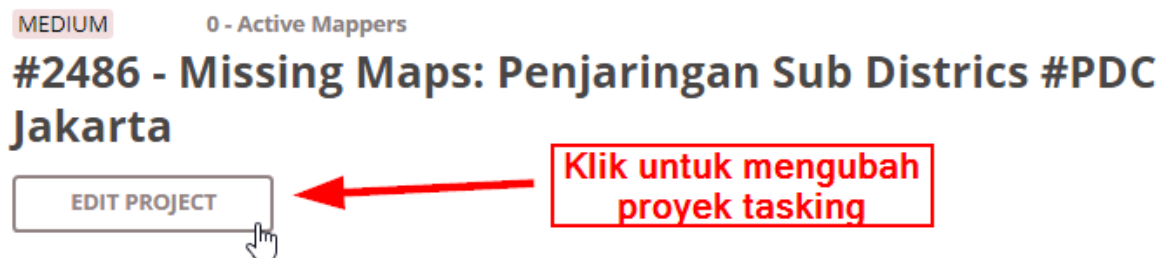 MEDIUM 0 - Active Mappers
#2486 - Missing Maps: Penjaringan Sub Districs #PDC
Jakarta
Klik untuk mengubah
proyek tasking
EDIT PROJECT